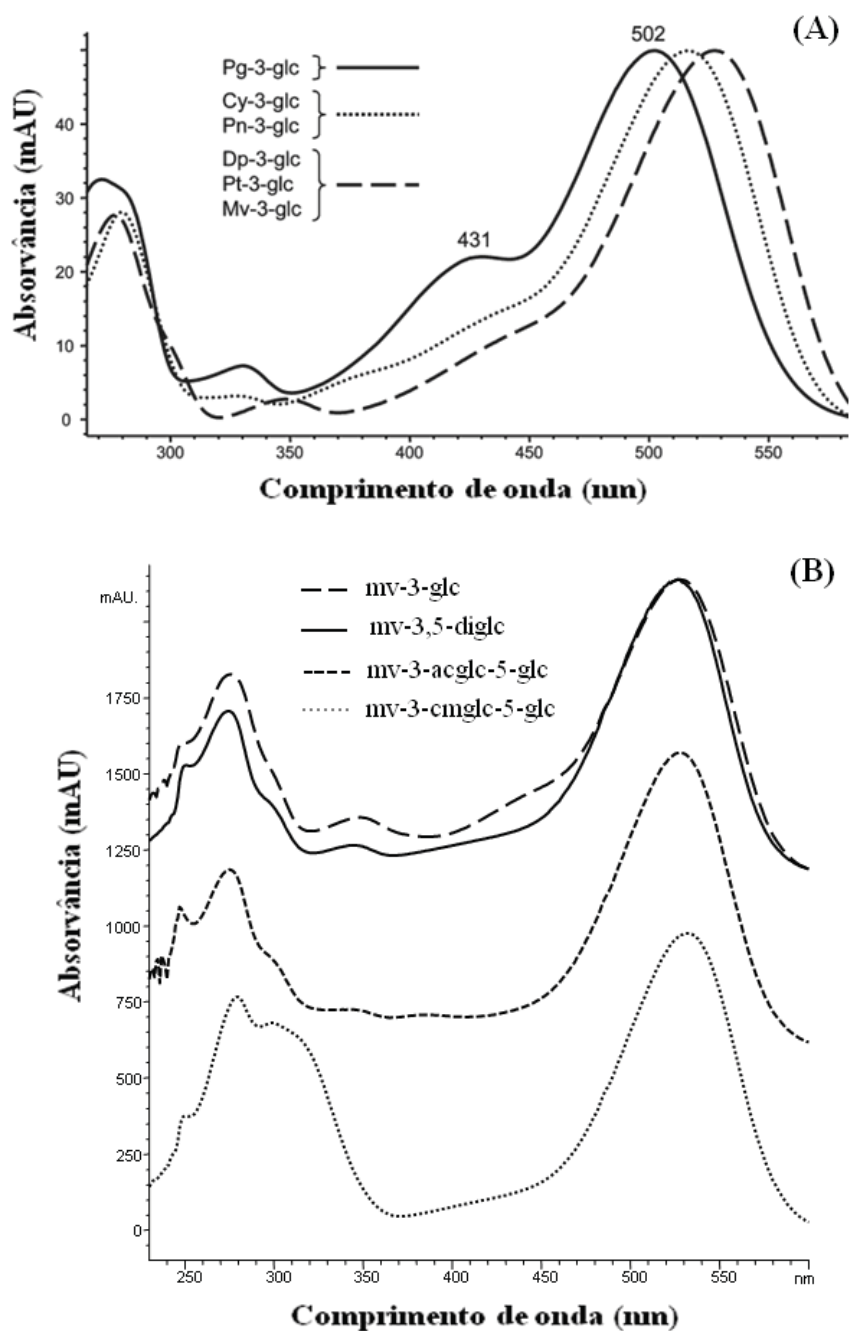 (A)
502
Pg-3-glc
Cy-3-glc
Pn-3-glc
Dp-3-glc
Pt-3-glc
Mv-3-glc
431
Absorvância (mAU)
40
30
20
10
0
300 350 400 450 500 550
Comprimento de onda (nm)
(B)
mAU.
mv-3-glc
mv-3,5-diglc
mv-3-acglc-5-glc
mv-3-cmglc-5-glc
Absorvância (mAU)
1750
1500
1250
1000
750
500
250
0
250 300 350 400 450 500 550 nm
Comprimento de onda (nm)